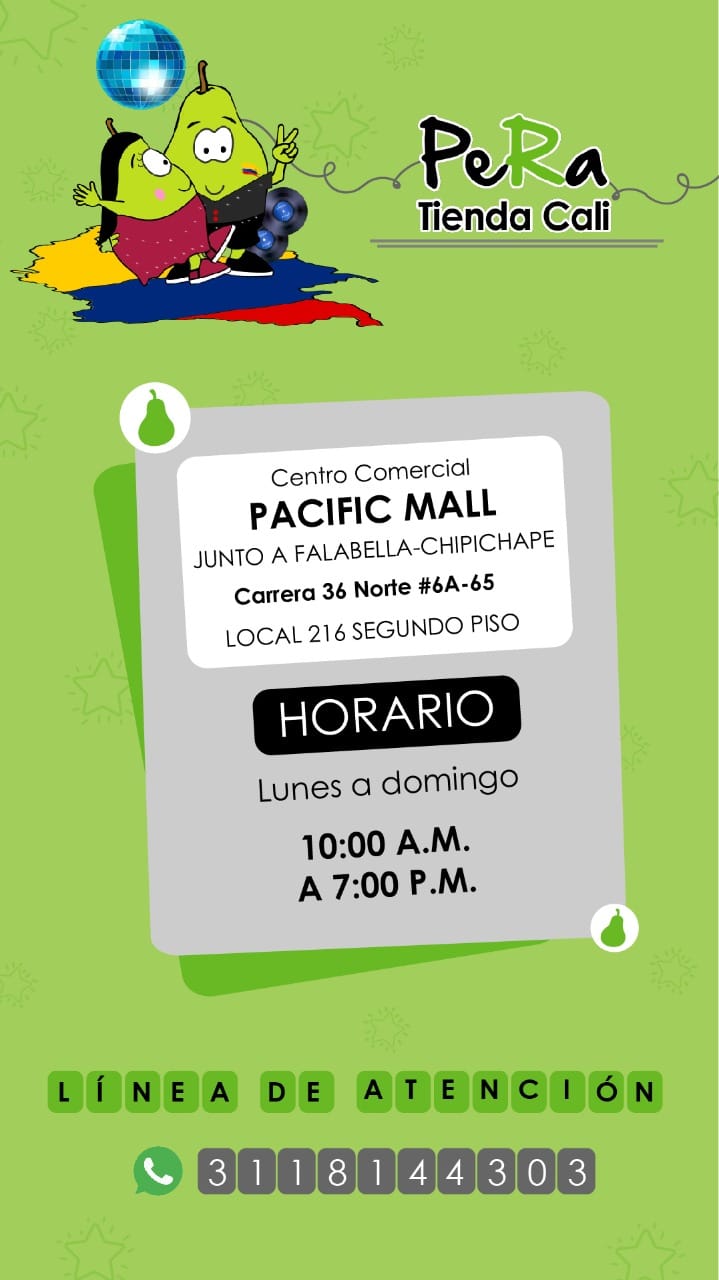 PeRa
Tienda Cali
Centro Comercial
PACIFIC MALL
JUNTO A FALABELLA-CHIPICHAPE
Carrera 36 Norte #6A-65
LOCAL 216 SEGUNDO PISO
HORARIO
Lunes a domingo
10:00 A.M.
A 7:00 P.M.
LÍNEA DE ATENCIÓN
3118144303